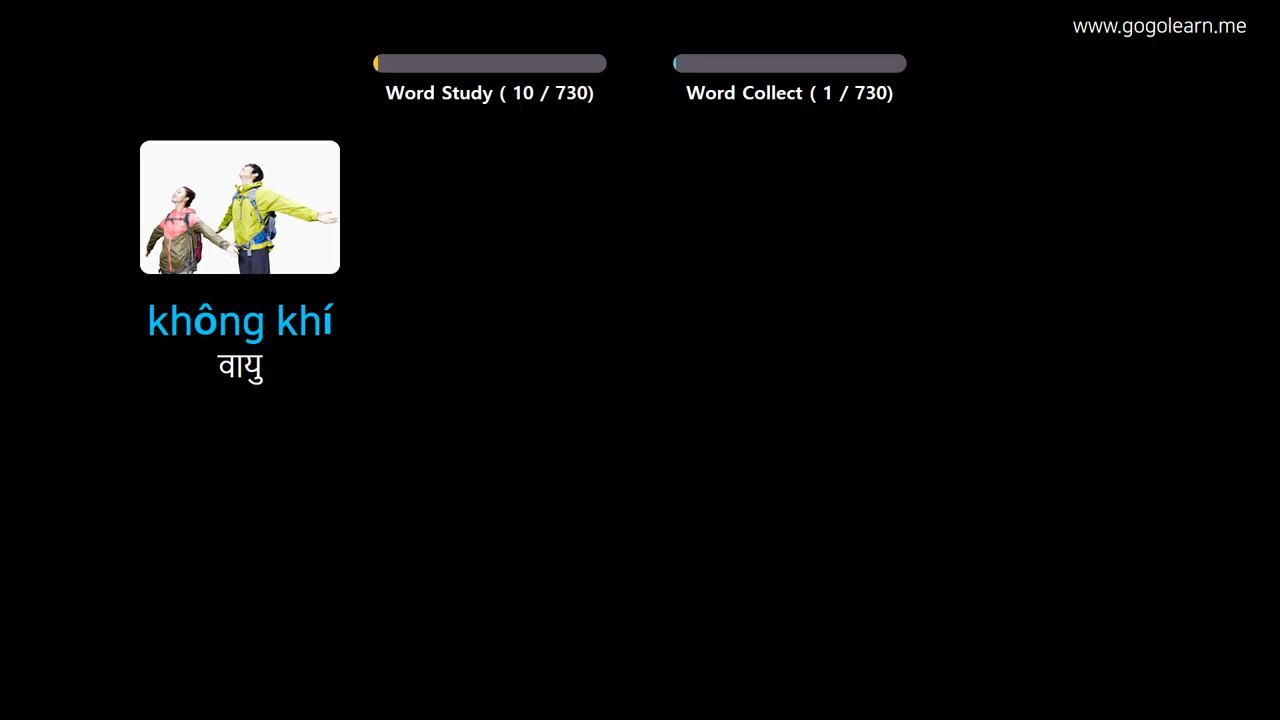 www.gogolearn.me
Word Study ( 10 / 730)
Word Collect ( 1 / 730)
không khí
वायु